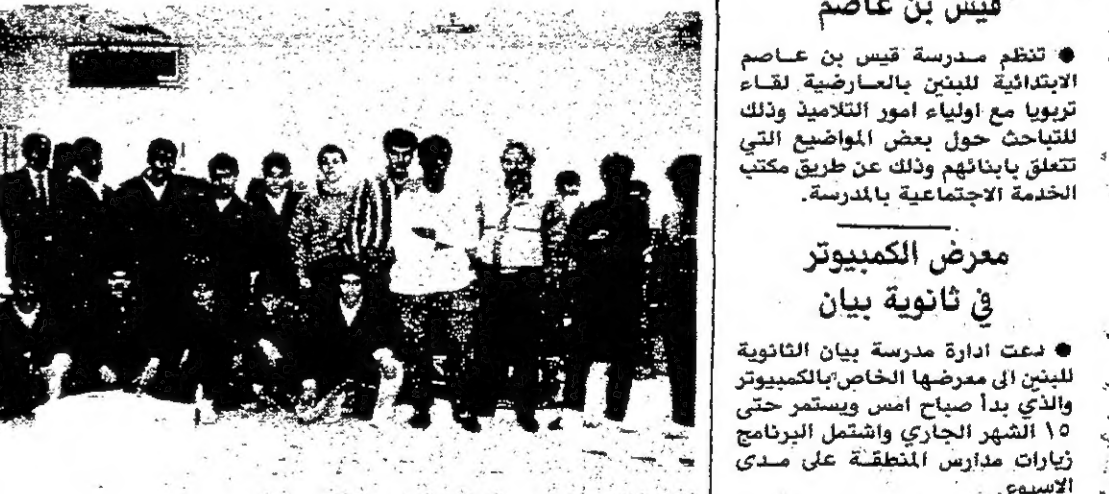 قيس بن عاصم
● تنظم مدرسة قيس بن عاصم
الابتدائية للبنين بالعارضية لقاء
تربويا مع اولياء امور التلاميذ وذلك
للتباحث حول بعض المواضيع التي
تتعلق بابنائهم وذلك عن طريق مكتب
الخدمة الاجتماعية بالمدرسة.
معرض الكمبيوتر
في ثانوية بيان
● دعت ادارة مدرسة بيان الثانوية
للبنين الى معرضها الخاص بالكمبيوتر
والذي بدأ صباح امس ويستمر حتى
١٥ الشهر الجاري واشتمل البرنامج
زيارات مدارس المنطقة على مدى
الاسبوع